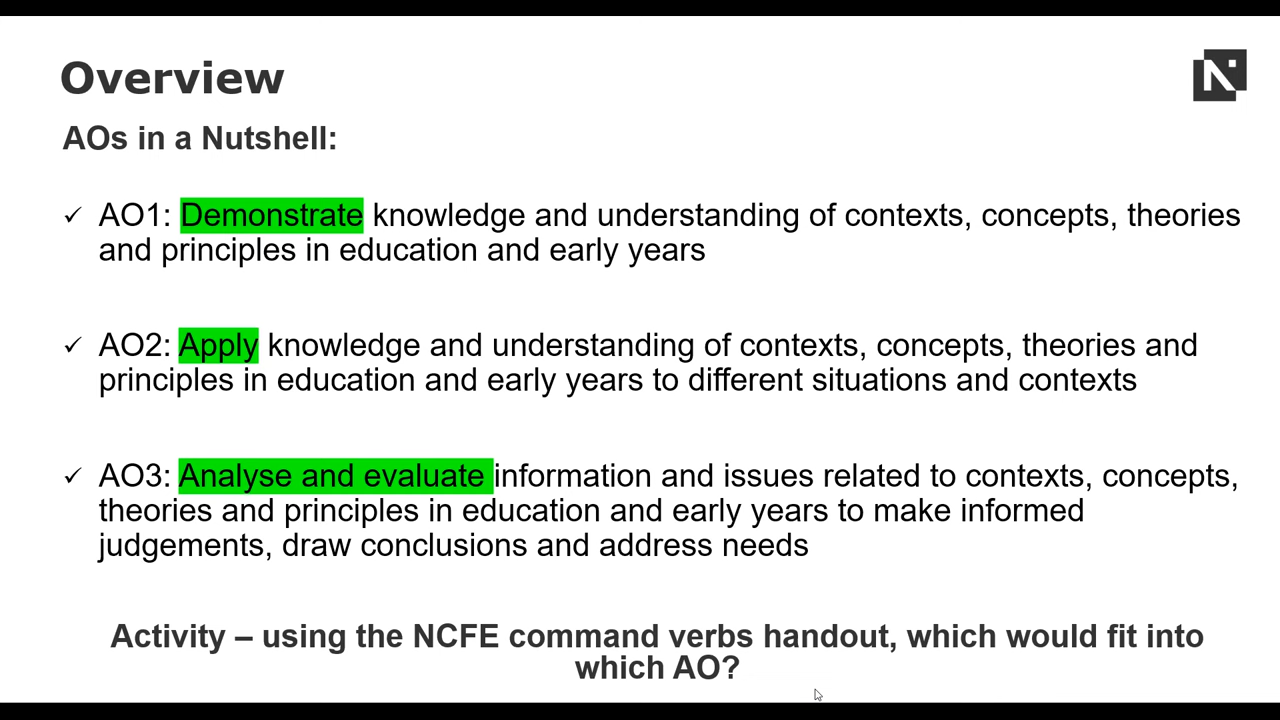 Overview
AOs in a Nutshell:
✓ AO1: Demonstrate knowledge and understanding of contexts, concepts, theories
and principles in education and early years
✓ AO2: Apply knowledge and understanding of contexts, concepts, theories and
principles in education and early years to different situations and contexts
✓ AO3: Analyse and evaluate information and issues related to contexts, concepts,
theories and principles in education and early years to make informed
judgements, draw conclusions and address needs
Activity – using the NCFE command verbs handout, which would fit into
which AO?